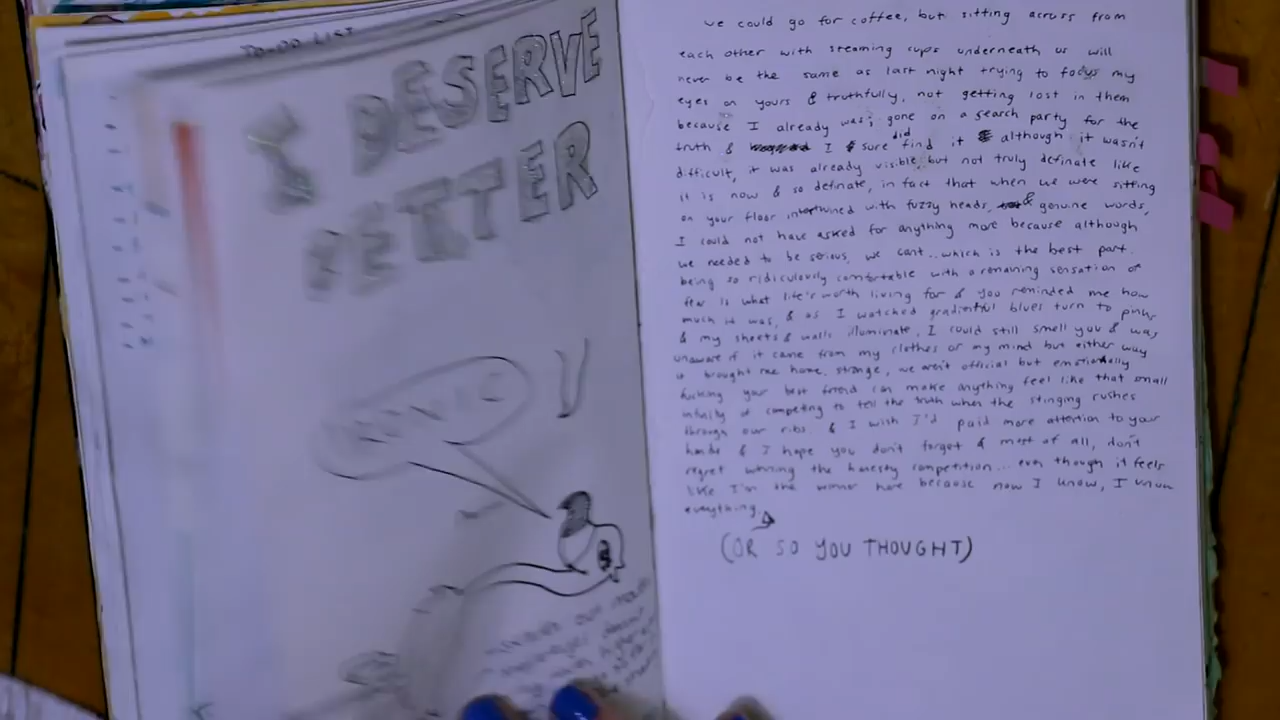 TO-DO LIST
I DESERVE
BETTER
we could go for coffee, but sitting across from
each other with steaming cups underneath us will
never be the same as last night trying to focus my
eyes on yours & truthfully, not getting lost in them
because I already was; gone on a search party for the
truth & I sure did find it although it wasn't
difficult, it was already visible but not truly definate like
it is now & so definate, in fact that when we were sitting
on your floor intertwined with fuzzy heads, & genuine words,
I could not have asked for anything more because although
we needed to be serious, we cant.. which is the best part.
being so ridiculously comfortable with a remaining sensation of
fear is what life's worth living for & you reminded me how
much it was, & as I watched gradientful blues turn to pinks
& my sheets & walls illuminate, I could still smell you & was
unaware if it came from my clothes or my mind but either way
it brought me home. strange, we aren't official but emotionally
fucking your best friend can make anything feel like that small
infinity of competing to tell the truth when the stinging rushes
through our ribs. & I wish I'd paid more attention to your
hands & I hope you don't forget & most of all, don't
regret winning the honesty competition... even though it feels
like I'm the winner here because now I know, I know
everything.
(OR SO YOU THOUGHT)